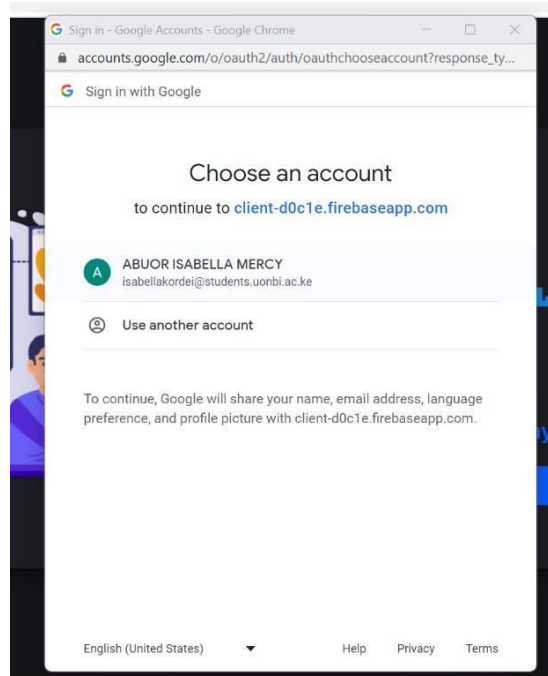 Sign in - Google Accounts - Google Chrome
accounts.google.com/o/oauth2/auth/oauthchooseaccount?response_ty...
Sign in with Google
Choose an account
to continue to client-d0c1e.firebaseapp.com
A
ABUOR ISABELLA MERCY
isabellakordei@students.uonbi.ac.ke
Use another account
To continue, Google will share your name, email address, language
preference, and profile picture with client-d0c1e.firebaseapp.com.
English (United States)
Help Privacy Terms